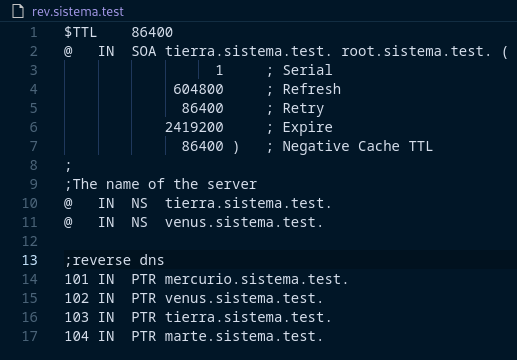 rev.sistema.test
1 $TTL    86400
2 @   IN  SOA tierra.sistema.test. root.sistema.test. (
3                   1     ; Serial
4              604800     ; Refresh
5               86400     ; Retry
6             2419200     ; Expire
7               86400 )   ; Negative Cache TTL
8 ;
9 ;The name of the server
10 @   IN  NS  tierra.sistema.test.
11 @   IN  NS  venus.sistema.test.
12
13 ;reverse dns
14 101 IN  PTR mercurio.sistema.test.
15 102 IN  PTR venus.sistema.test.
16 103 IN  PTR tierra.sistema.test.
17 104 IN  PTR marte.sistema.test.